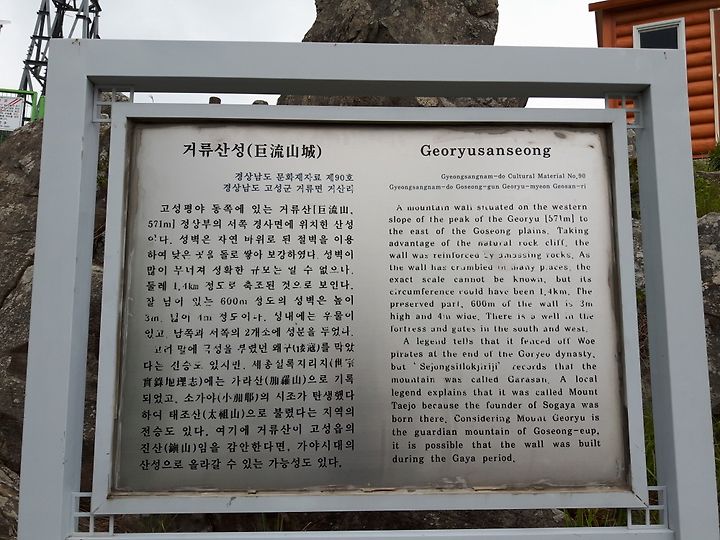 거류산성(巨流山城)
경상남도 문화재자료 제90호
경상남도 고성군 거류면 거산리
고성평야 동쪽에 있는 거류산[巨流山,
571m] 정상부의 서쪽 경사면에 위치한 산성
이다. 성벽은 자연 바위로 된 절벽을 이용
하여 낮은 곳을 돌로 쌓아 보강하였다. 성벽이
많이 무너져 정확한 규모는 알 수 없으나,
둘레 1.4km 정도로 축조된 것으로 보인다.
잘 남아 있는 600m 정도의 성벽은 높이
3m, 넓이 4m 정도이다. 성내에는 우물이
있고, 남쪽과 서쪽의 2개소에 성문을 두었다.
고려 말에 극성을 부렸던 왜구(倭寇)를 막았
다는 전승도 있지만, 세종실록지리지(世宗
實錄地理志)에는 가라산(加羅山)으로 기록
되었고, 소가야(小加耶)의 시조가 탄생했다
하여 태조산(太祖山)으로 불렸다는 지역의
전승도 있다. 여기에 거류산이 고성읍의
진산(鎭山)임을 감안한다면, 가야시대의
산성으로 올라갈 수 있는 가능성도 있다.
Georyusanseong
Gyeongsangnam-do Cultural Material No.90
Gyeongsangnam-do Goseong-gun Georyu-myeon Geosan-ri
A mountain wall situated on the western
slope of the peak of the Georyu [571m] to
the east of the Goseong plains. Taking
advantage of the natural rock cliff, the
wall was reinforced by amassing rocks. As
the wall has crumbled in many places, the
exact scale cannot be known, but its
circumference could have been 1.4km. The
preserved part, 600m of the wall is 3m
high and 4m wide. There is a well in the
fortress and gates in the south and west.
A legend tells that it fenced off Woe
pirates at the end of the Goryeo dynasty,
but 'Sejongsillokjiriji' records that the
mountain was called Garasan. A local
legend explains that it was called Mount
Taejo because the founder of Sogaya was
born there. Considering Mount Georyu is
the guardian mountain of Goseong-eup,
it is possible that the wall was built
during the Gaya period.